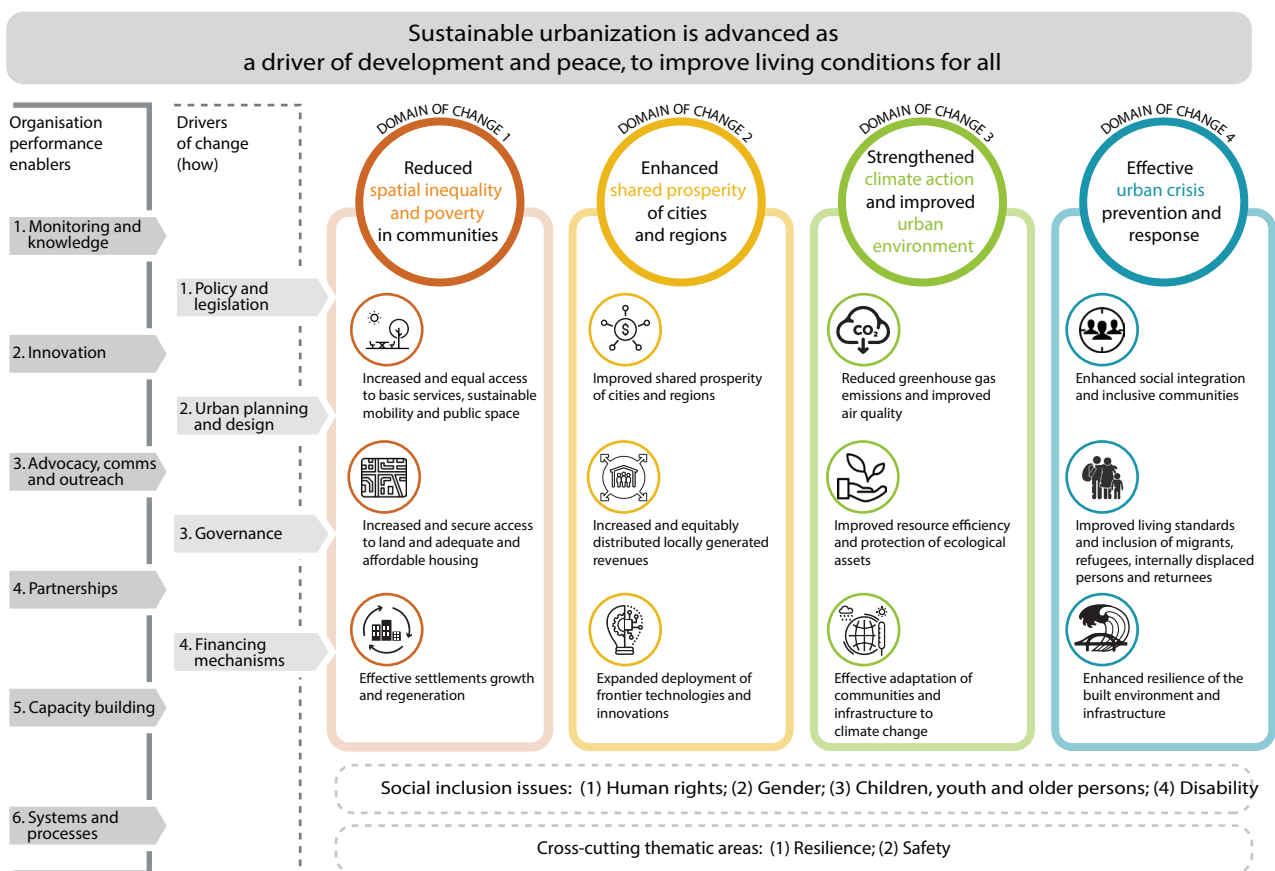 Sustainable urbanization is advanced as
a driver of development and peace, to improve living conditions for all
Organisation
performance
enablers
1. Monitoring and
knowledge
2. Innovation
3. Advocacy, comms
and outreach
4. Partnerships
5. Capacity building
6. Systems and
processes
Drivers
of change
(how)
1. Policy and
legislation
2. Urban planning
and design
3. Governance
4. Financing
mechanisms
DOMAIN OF CHANGE 1
Reduced
spatial inequality
and poverty
in communities
Increased and equal access
to basic services, sustainable
mobility and public space
Increased and secure access
to land and adequate and
affordable housing
Effective settlements growth
and regeneration
DOMAIN OF CHANGE 2
Enhanced
shared prosperity
of cities
and regions
$
Improved shared prosperity
of cities and regions
Increased and equitably
distributed locally generated
revenues
Expanded deployment of
frontier technologies and
innovations
DOMAIN OF CHANGE 3
Strengthened
climate action
and improved
urban
environment
CO₂
Reduced greenhouse gas
emissions and improved
air quality
Improved resource efficiency
and protection of ecological
assets
Effective adaptation of
communities and
infrastructure to
climate change
DOMAIN OF CHANGE 4
Effective
urban crisis
prevention and
response
Enhanced social integration
and inclusive communities
Improved living standards
and inclusion of migrants,
refugees, internally displaced
persons and returnees
Enhanced resilience of the
built environment and
infrastructure
Social inclusion issues: (1) Human rights; (2) Gender; (3) Children, youth and older persons; (4) Disability
Cross-cutting thematic areas: (1) Resilience; (2) Safety